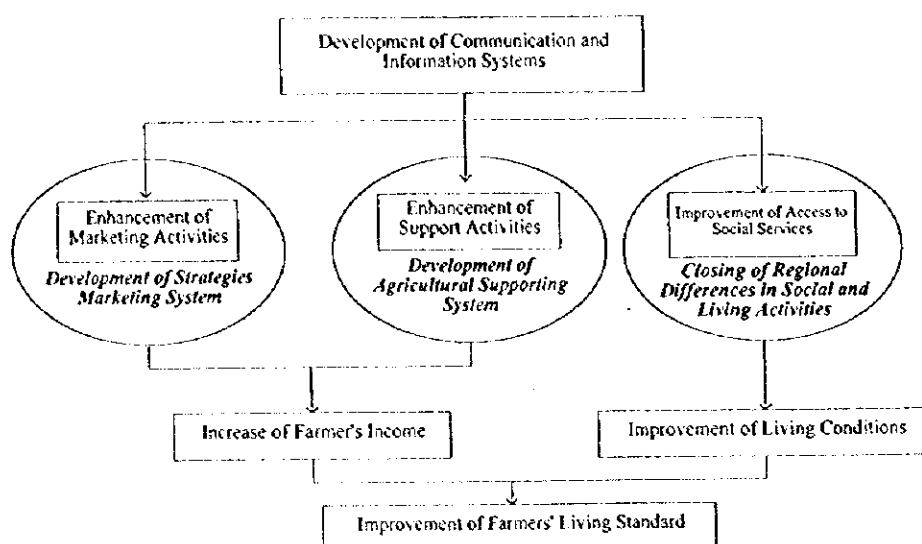 Development of Communication and
Information Systems
Enhancement of
Marketing Activities
Development of Strategies
Marketing System
Enhancement of
Support Activities
Development of
Agricultural Supporting
System
Improvement of Access to
Social Services
Closing of Regional
Differences in Social and
Living Activities
Increase of Farmer's Income
Improvement of Living Conditions
Improvement of Farmers' Living Standard